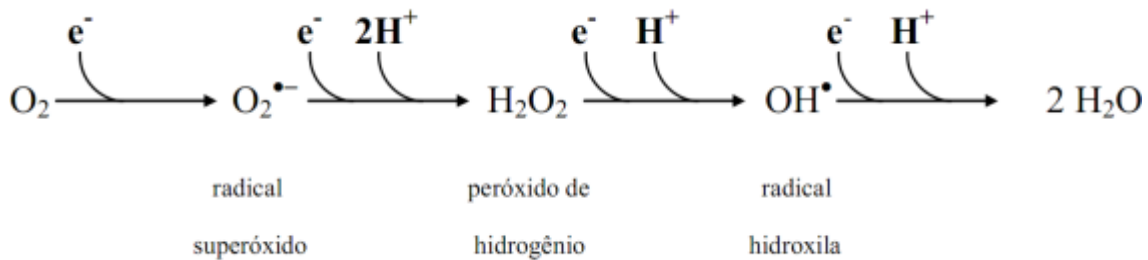 e⁻ e⁻ 2H⁺ e⁻ H⁺ e⁻ H⁺
O₂ O₂•⁻ H₂O₂ OH• 2 H₂O
radical peróxido de radical
superóxido hidrogênio hidroxila